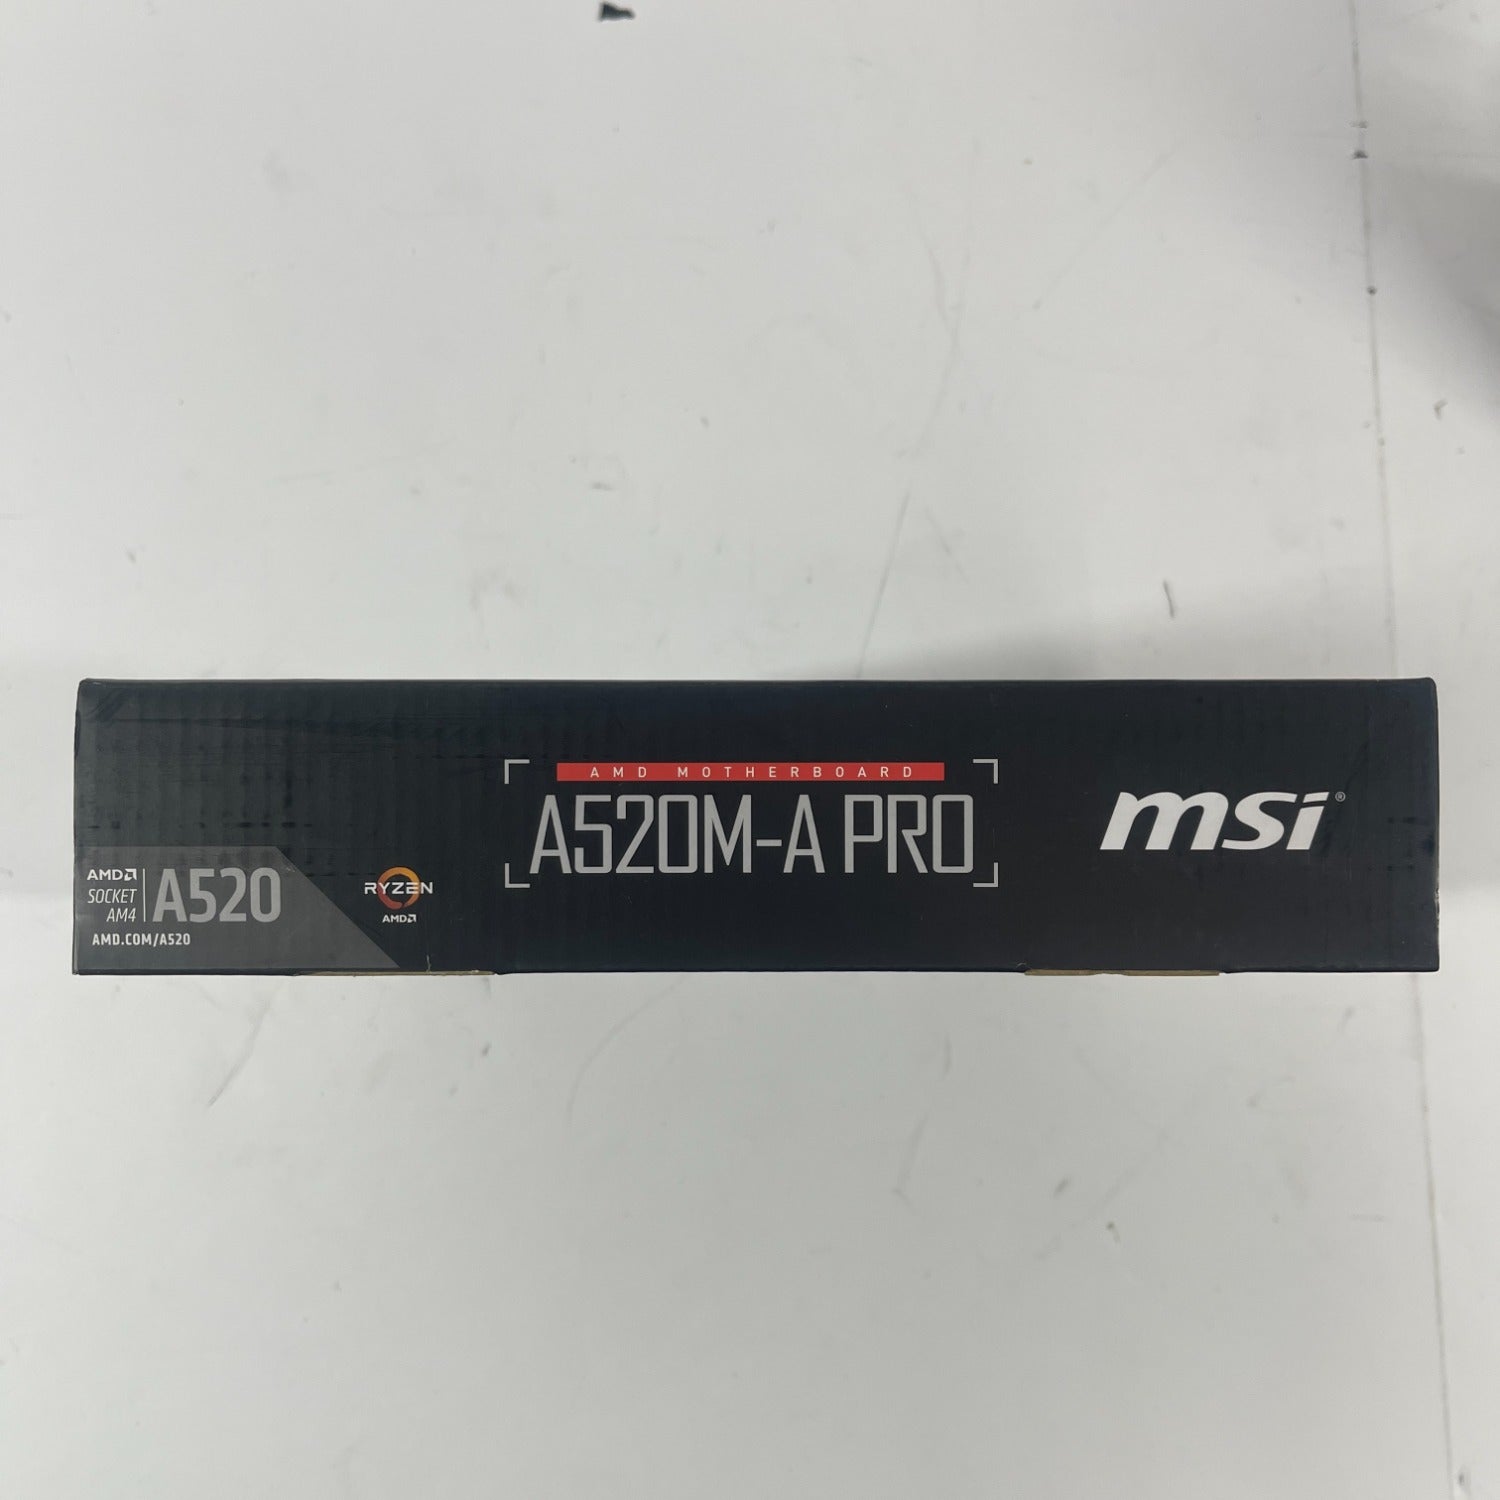 AMD MOTHERBOARD
A520M-A PRO
msi®
AMD
SOCKET
AM4
A520
AMD.COM/A520
RYZEN
AMD